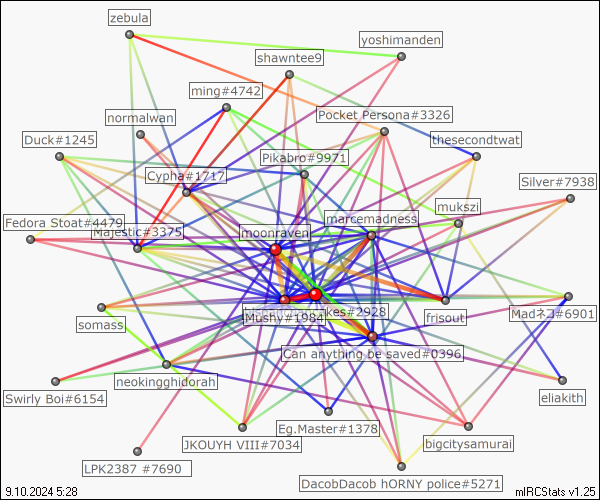 zebula
yoshimanden
shawntee9
ming#4742
normalwan
Pocket Persona#3326
Duck#1245
thesecondtwat
Pikabro#9971
Cypha#1717
Silver#7938
mukszi
marcemadness
Fedora Stoat#4479
Majestic#3375
moonraven
somass
Mushy#1984
akes#2928
frisout
Madネコ#6901
Can anything be saved#0396
neokingghidorah
Swirly Boi#6154
eliakith
Eg.Master#1378
JKOUYH VIII#7034
bigcitysamurai
LPK2387 #7690
DacobDacob hORNY police#5271
9.10.2024 5:28
mIRCStats v1.25